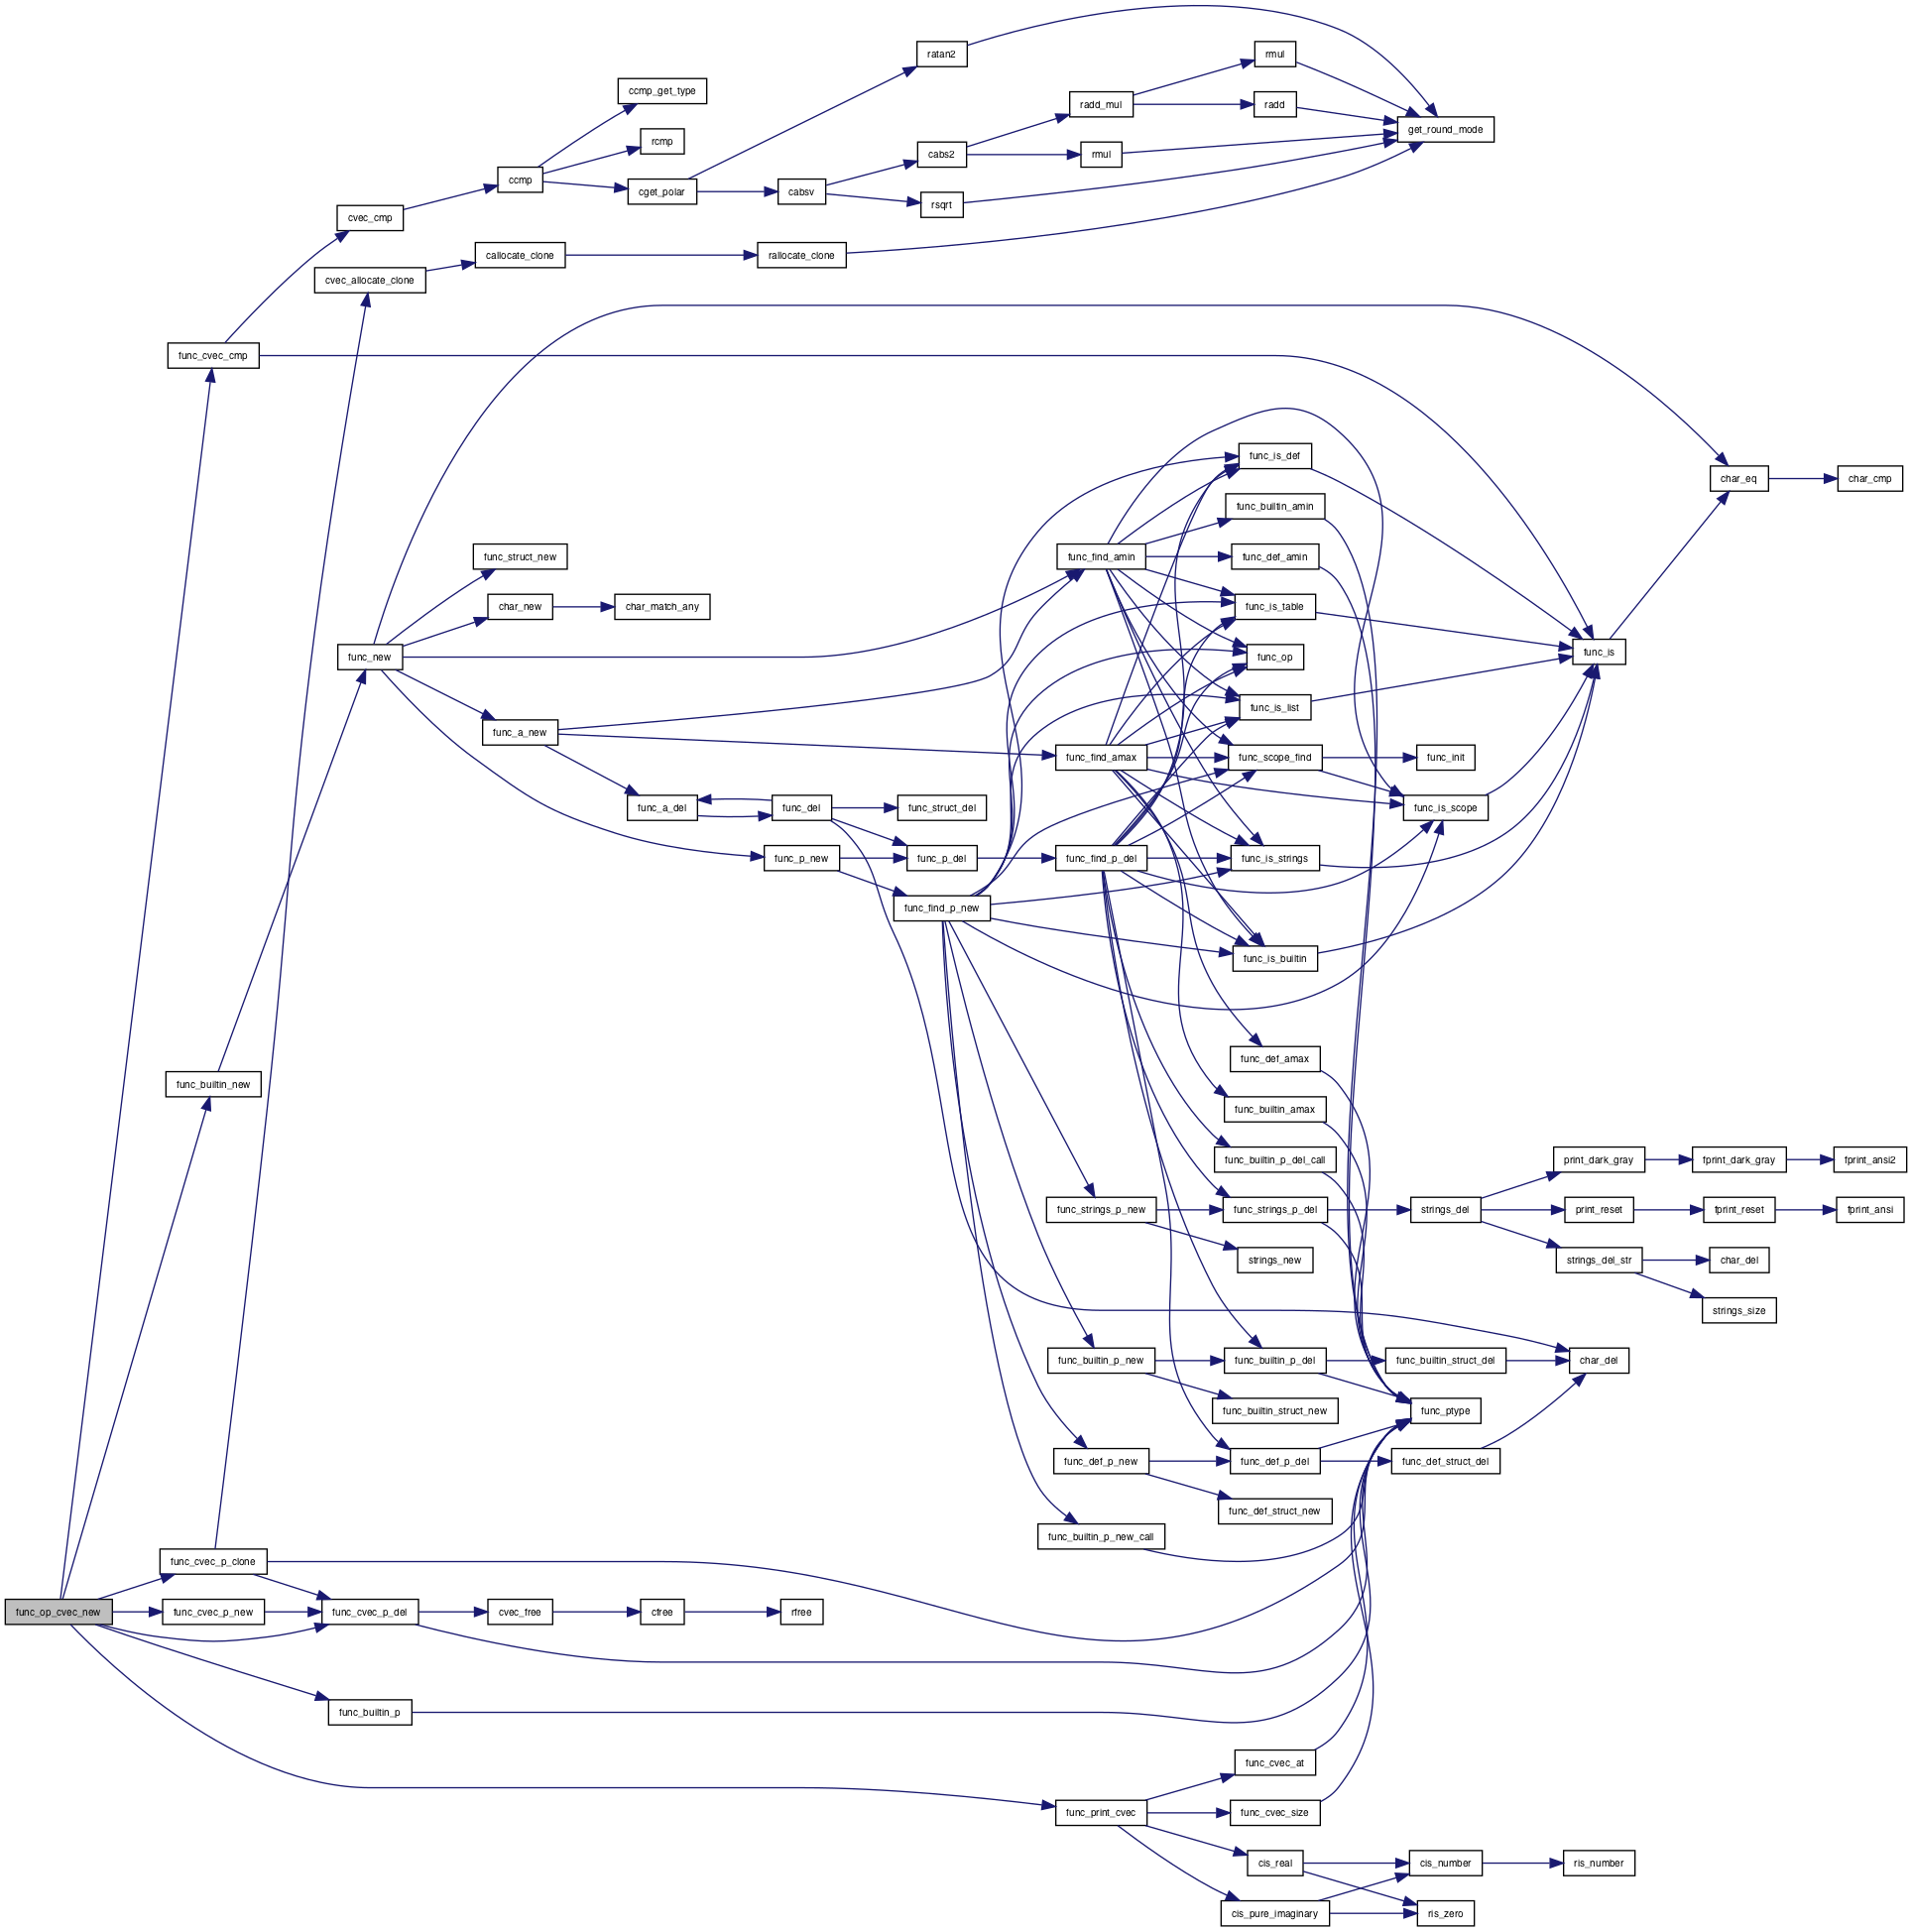 ratan2
rmul
ccmp_get_type
radd_mul
radd
get_round_mode
rcmp
cabs2
rmul
ccmp
cget_polar
cabsv
rsqrt
cvec_cmp
callocate_clone
rallocate_clone
cvec_allocate_clone
func_cvec_cmp
func_is_def
char_eq
char_cmp
func_builtin_amin
func_struct_new
func_find_amin
func_def_amin
char_new
char_match_any
func_is_table
func_new
func_op
func_is
func_is_list
func_a_new
func_find_amax
func_scope_find
func_init
func_a_del
func_del
func_struct_del
func_is_scope
func_p_new
func_p_del
func_find_p_del
func_is_strings
func_find_p_new
func_is_builtin
func_def_amax
func_builtin_new
func_builtin_amax
func_builtin_p_del_call
print_dark_gray
fprint_dark_gray
fprint_ansi2
func_strings_p_new
func_strings_p_del
strings_del
print_reset
fprint_reset
fprint_ansi
strings_new
strings_del_str
char_del
strings_size
func_builtin_p_new
func_builtin_p_del
func_builtin_struct_del
char_del
func_builtin_struct_new
func_ptype
func_def_p_new
func_def_p_del
func_def_struct_del
func_def_struct_new
func_builtin_p_new_call
func_cvec_p_clone
func_op_cvec_new
func_cvec_p_new
func_cvec_p_del
cvec_free
cfree
rfree
func_builtin_p
func_cvec_at
func_print_cvec
func_cvec_size
cis_real
cis_number
ris_number
cis_pure_imaginary
ris_zero